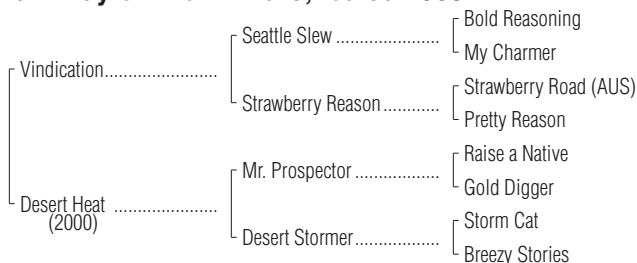 Bold Reasoning
Seattle Slew
My Charmer
Vindication
Strawberry Road (AUS)
Strawberry Reason
Pretty Reason
Raise a Native
Mr. Prospector
Gold Digger
Desert Heat
(2000)
Storm Cat
Desert Stormer
Breezy Stories